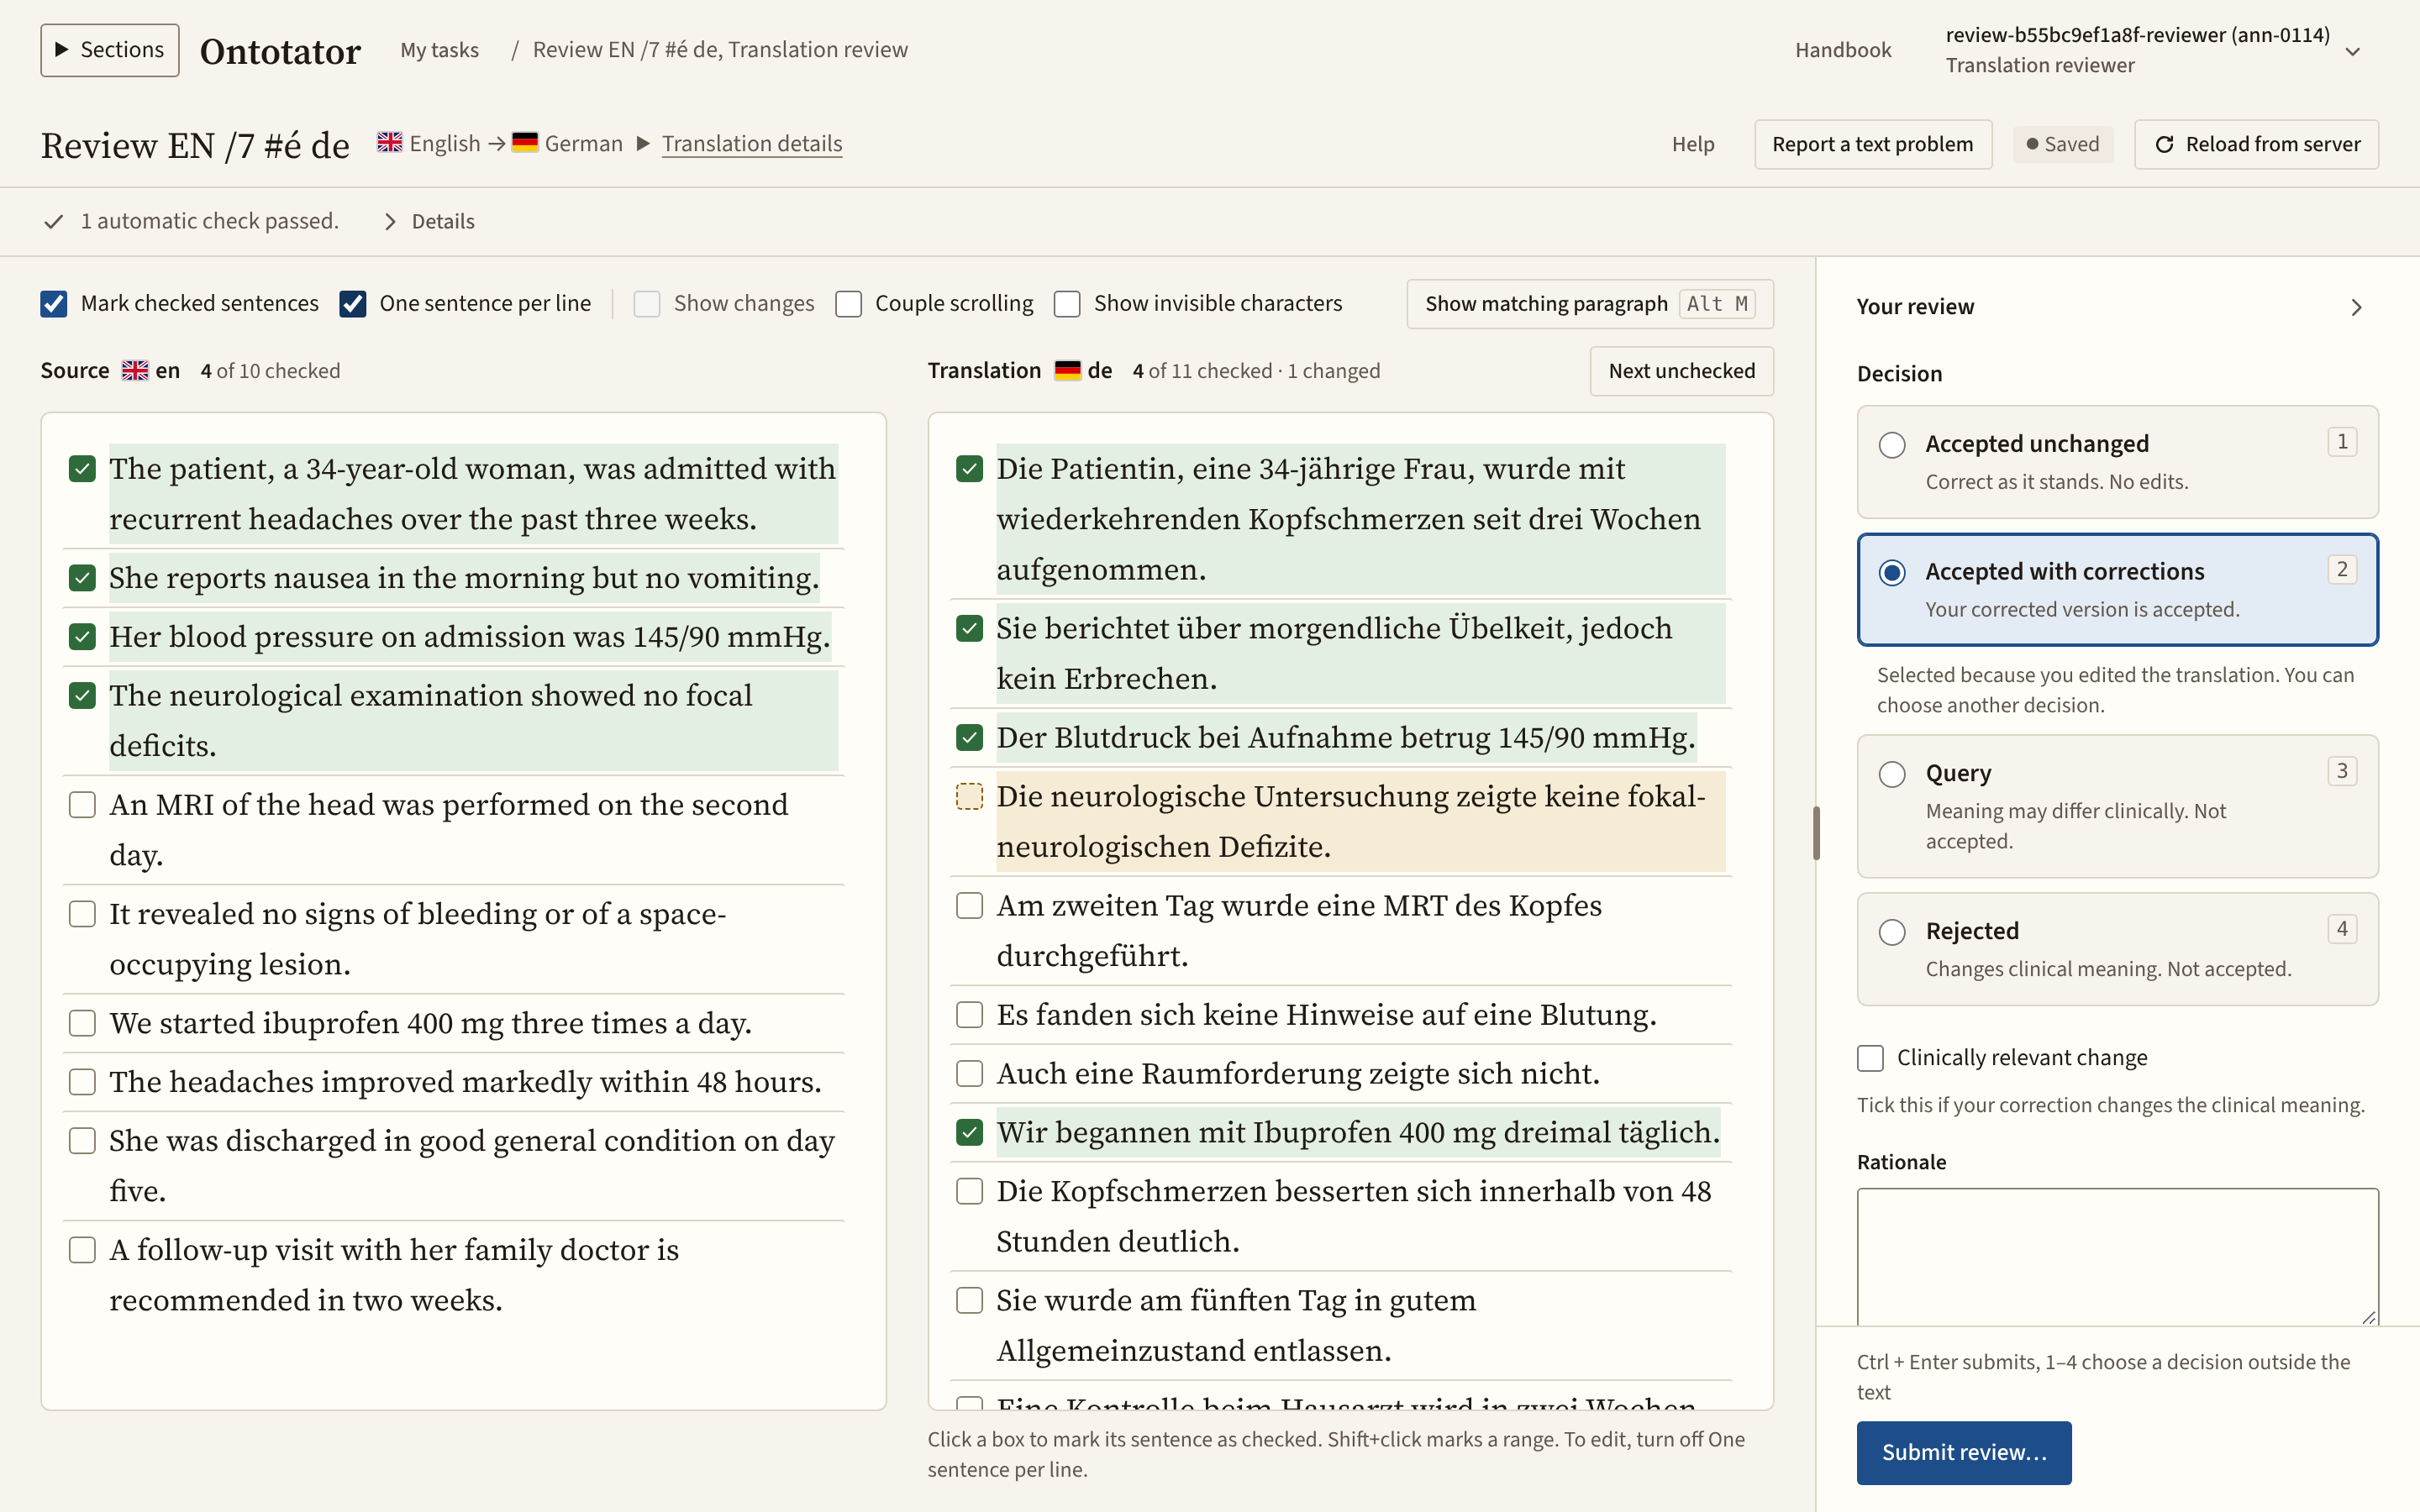 Sections
Ontotator
My tasks / Review EN /7 #é de, Translation review
Handbook
review-b55bc9ef1a8f-reviewer (ann-0114)
Translation reviewer
Review EN /7 #é de
English → German
Translation details
Help
Report a text problem
Saved
Reload from server
1 automatic check passed.
Details
Mark checked sentences
One sentence per line
Show changes
Couple scrolling
Show invisible characters
Show matching paragraph Alt M
Source en 4 of 10 checked
The patient, a 34-year-old woman, was admitted with
recurrent headaches over the past three weeks.
She reports nausea in the morning but no vomiting.
Her blood pressure on admission was 145/90 mmHg.
The neurological examination showed no focal
deficits.
An MRI of the head was performed on the second
day.
It revealed no signs of bleeding or of a space-
occupying lesion.
We started ibuprofen 400 mg three times a day.
The headaches improved markedly within 48 hours.
She was discharged in good general condition on day
five.
A follow-up visit with her family doctor is
recommended in two weeks.
Translation de 4 of 11 checked · 1 changed
Next unchecked
Die Patientin, eine 34-jährige Frau, wurde mit
wiederkehrenden Kopfschmerzen seit drei Wochen
aufgenommen.
Sie berichtet über morgendliche Übelkeit, jedoch
kein Erbrechen.
Der Blutdruck bei Aufnahme betrug 145/90 mmHg.
Die neurologische Untersuchung zeigte keine fokal-
neurologischen Defizite.
Am zweiten Tag wurde eine MRT des Kopfes
durchgeführt.
Es fanden sich keine Hinweise auf eine Blutung.
Auch eine Raumforderung zeigte sich nicht.
Wir begannen mit Ibuprofen 400 mg dreimal täglich.
Die Kopfschmerzen besserten sich innerhalb von 48
Stunden deutlich.
Sie wurde am fünften Tag in gutem
Allgemeinzustand entlassen.
Eine Kontrolle beim Hausarzt wird in zwei Wochen
Click a box to mark its sentence as checked. Shift+click marks a range. To edit, turn off One
sentence per line.
Your review
Decision
Accepted unchanged 1
Correct as it stands. No edits.
Accepted with corrections 2
Your corrected version is accepted.
Selected because you edited the translation. You can
choose another decision.
Query 3
Meaning may differ clinically. Not
accepted.
Rejected 4
Changes clinical meaning. Not accepted.
Clinically relevant change
Tick this if your correction changes the clinical meaning.
Rationale
Ctrl + Enter submits, 1–4 choose a decision outside the
text
Submit review…